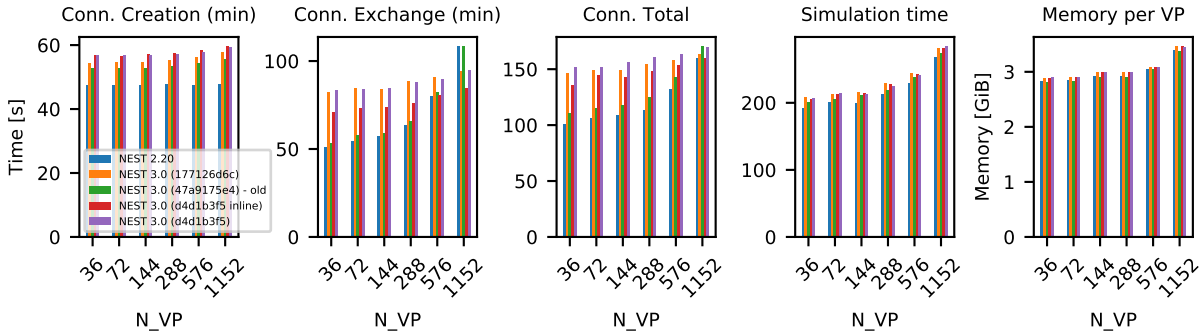 Conn. Creation (min)
Conn. Exchange (min)
Conn. Total
Simulation time
Memory per VP
Time [s]
60
40
20
0
NEST 2.20
NEST 3.0 (177126d6c)
NEST 3.0 (47a9175e4) - old
NEST 3.0 (d4d1b3f5 inline)
NEST 3.0 (d4d1b3f5)
36
72
144
288
576
1152
N_VP
100
50
0
36
72
144
288
576
1152
N_VP
150
100
50
0
36
72
144
288
576
1152
N_VP
200
100
0
36
72
144
288
576
1152
N_VP
Memory [GiB]
3
2
1
0
36
72
144
288
576
1152
N_VP